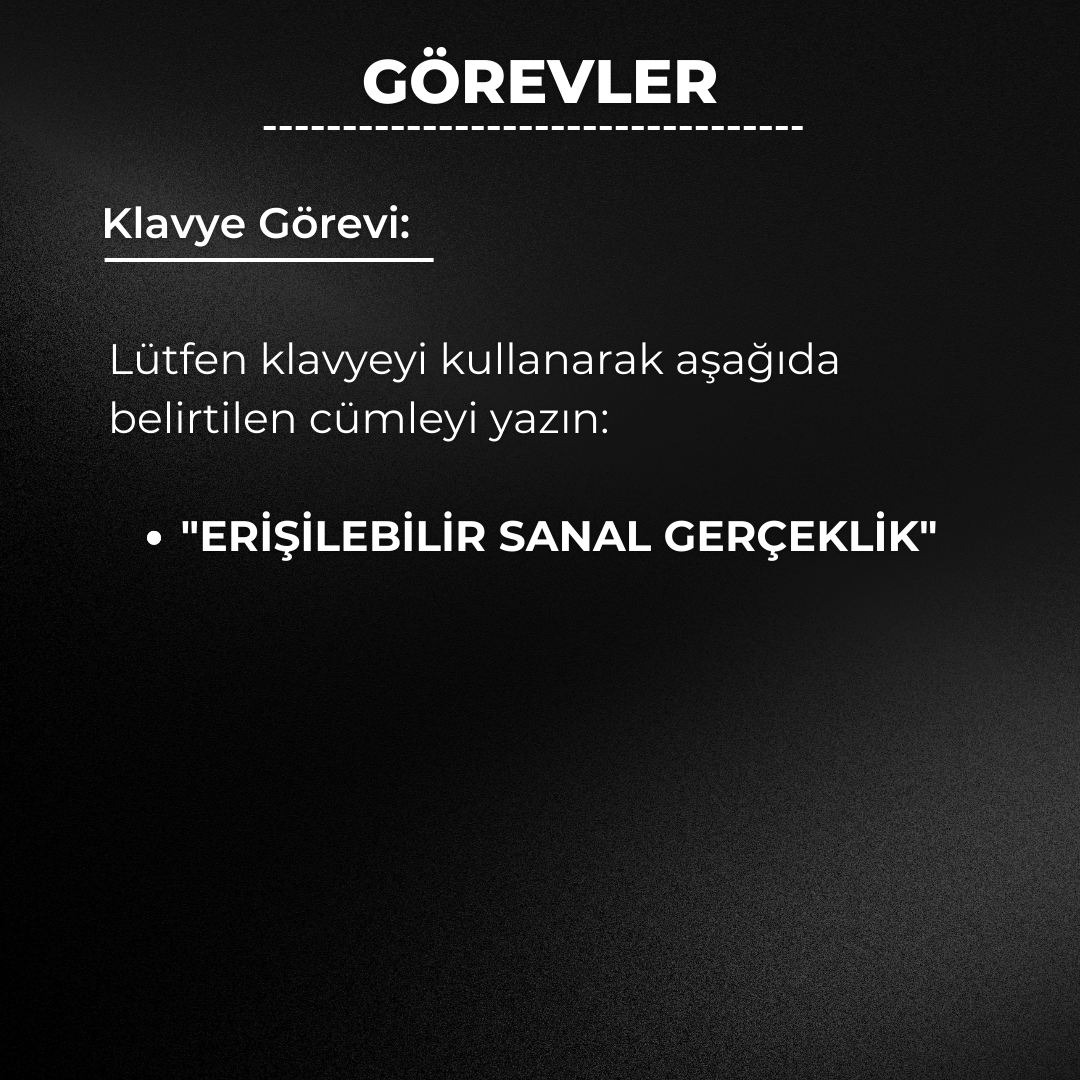 GÖREVLER
----------------------------------
Klavye Görevi:
Lütfen klavyeyi kullanarak aşağıda
belirtilen cümleyi yazın:
• "ERİŞİLEBİLİR SANAL GERÇEKLİK"